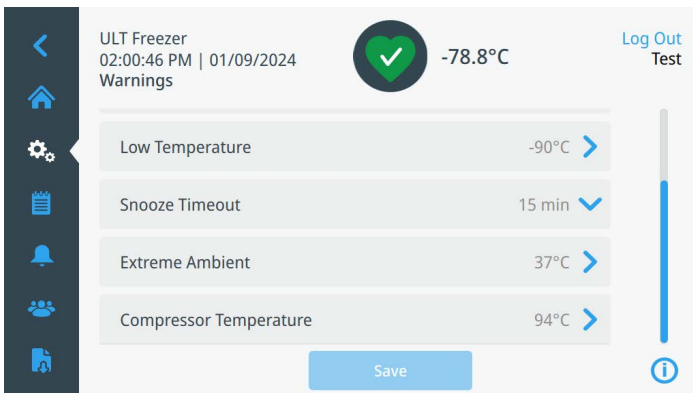 ULT Freezer
02:00:46 PM | 01/09/2024
Warnings
-78.8°C
Log Out
Test
Low Temperature -90°C
Snooze Timeout 15 min
Extreme Ambient 37°C
Compressor Temperature 94°C
Save